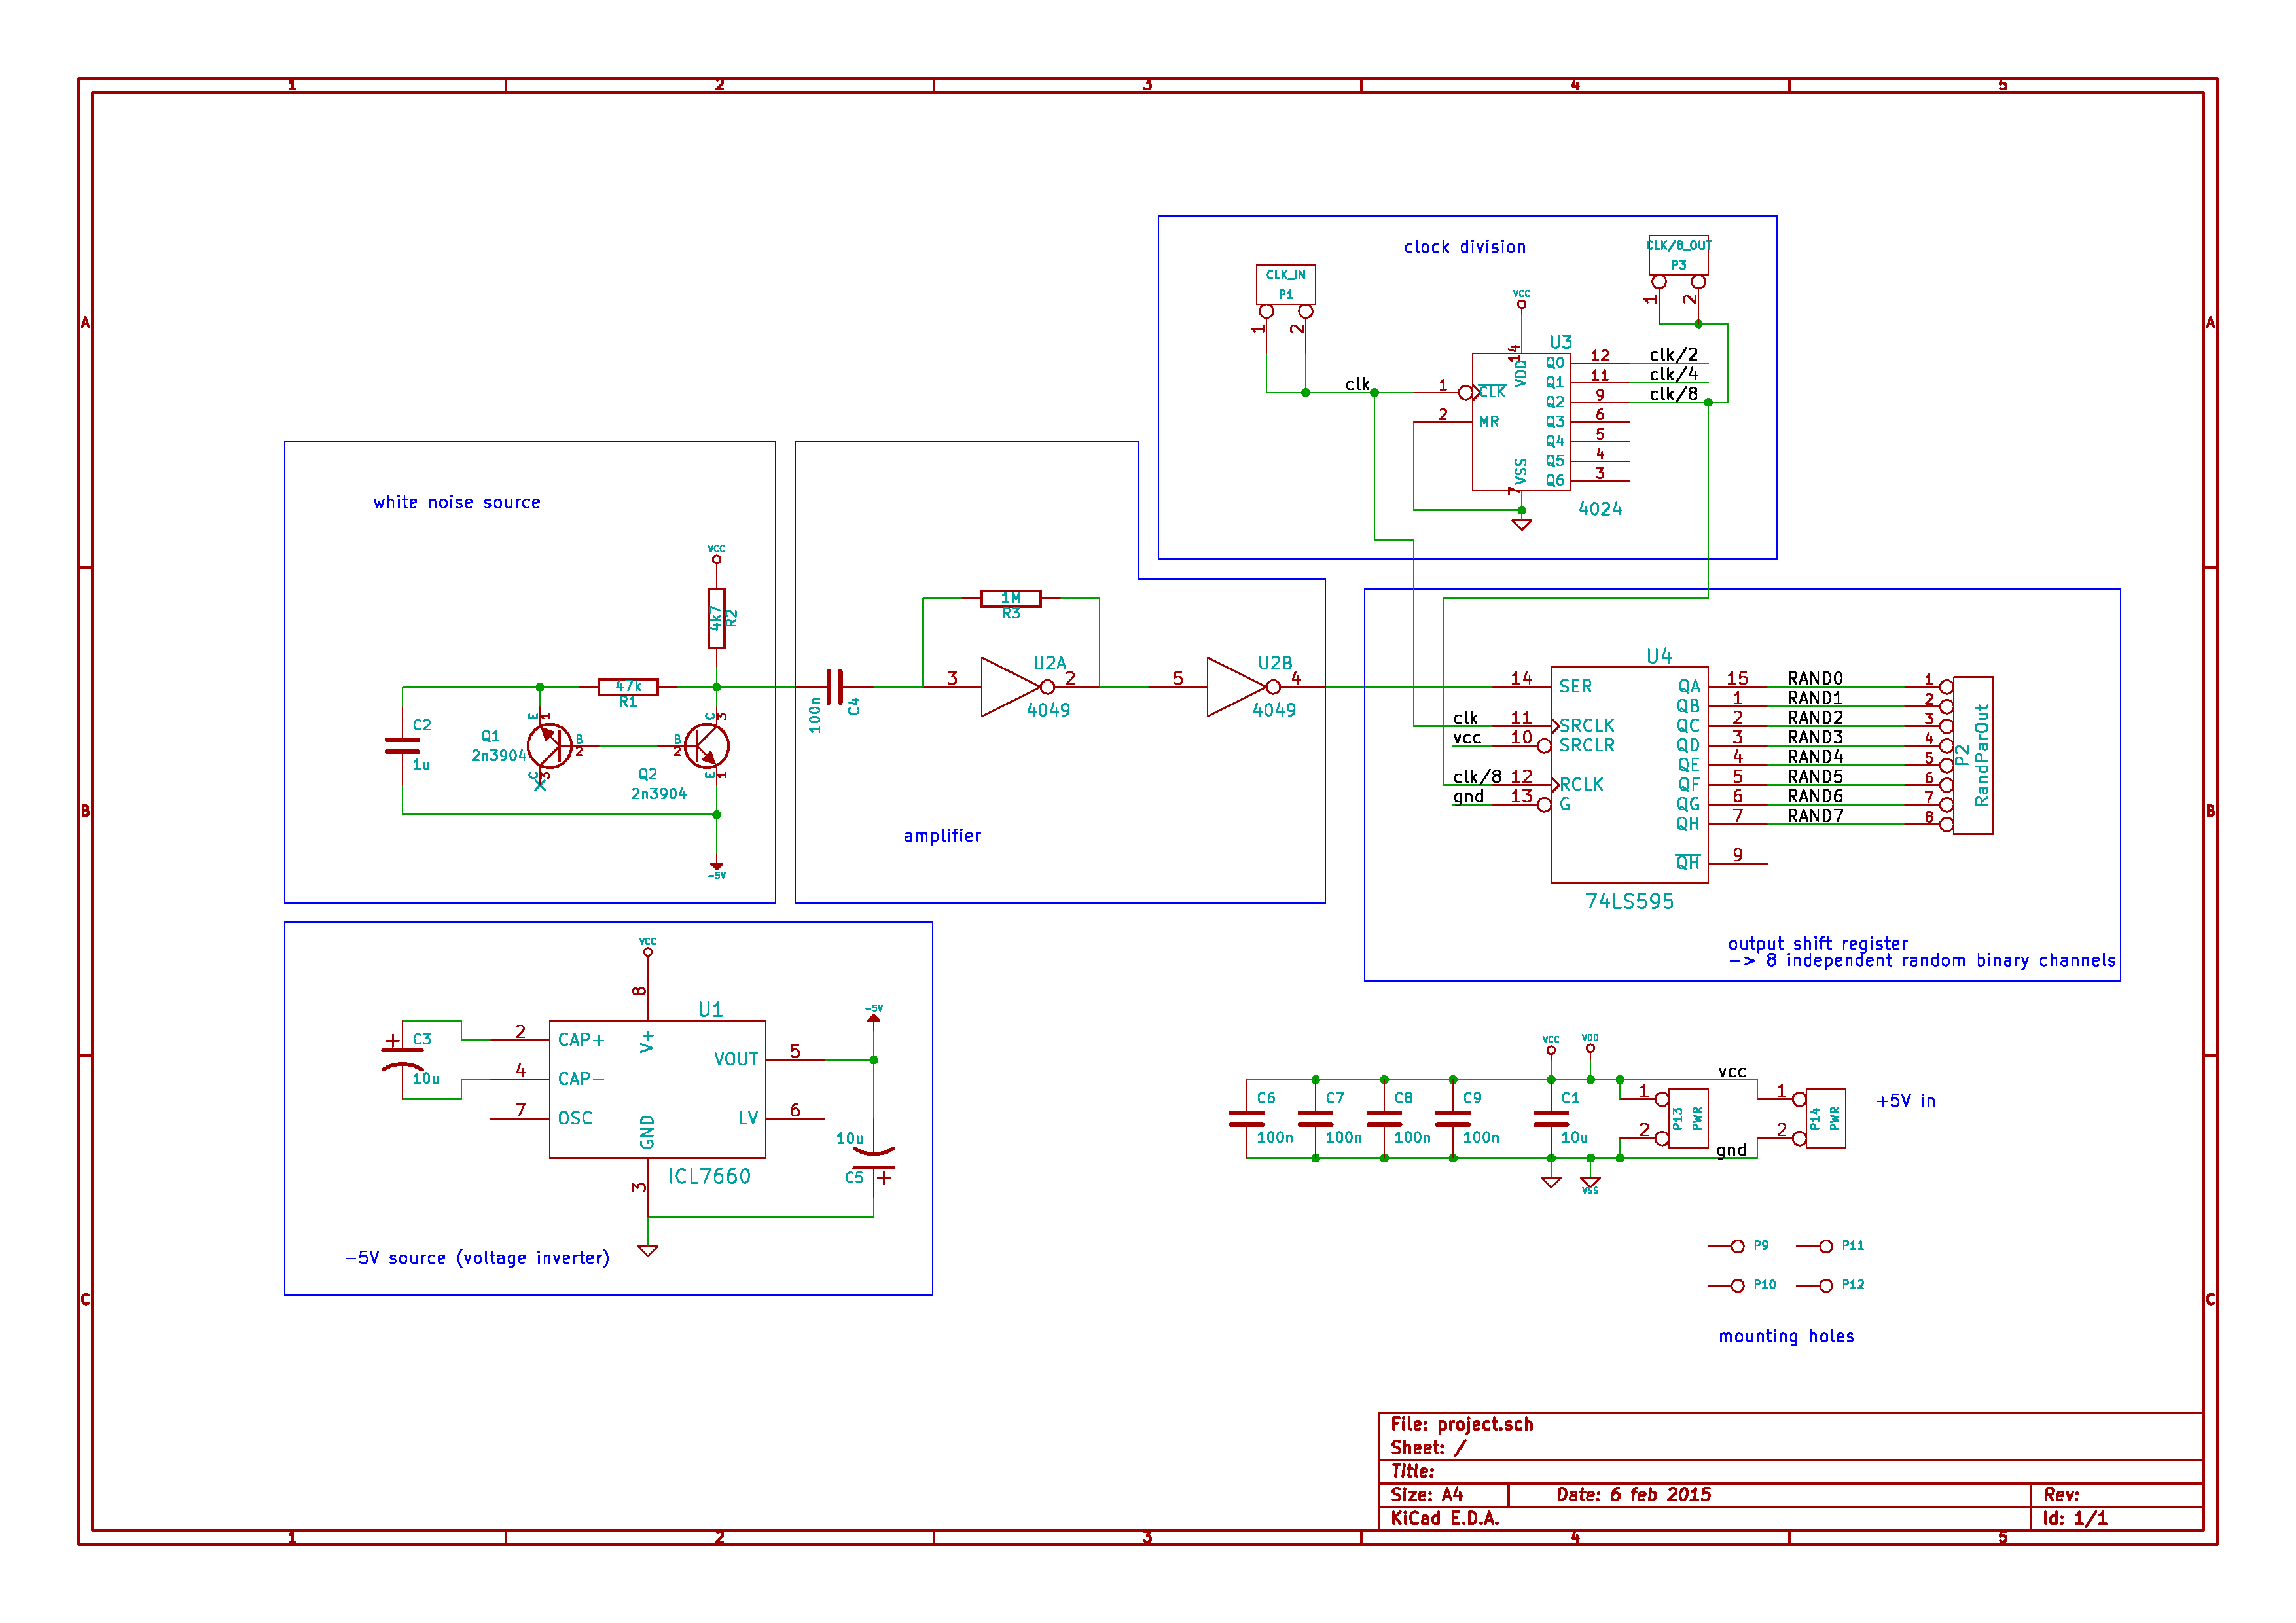 1 2 3 4 5
A
B
C
A
B
C
1 2 3 4 5
clock division
CLK_IN
P1
1
2
CLK/8_OUT
P3
1
2
VCC
U3
14
VDD
clk
1
CLK
2
MR
VSS
7
Q0 12 clk/2
Q1 11 clk/4
Q2 9 clk/8
Q3 6
Q4 5
Q5 4
Q6 3
4024
white noise source
VCC
4k7
R2
47k
R1
C2
1u
Q1
2n3904
E
1
B
2
C
3
Q2
2n3904
C
3
B
2
E
1
-5V
amplifier
100n
C4
1M
R3
3
U2A
2
4049
5
U2B
4
4049
U4
14 SER
clk 11 SRCLK
vcc 10 SRCLR
clk/8 12 RCLK
gnd 13 G
QA 15 RAND0 1
QB 1 RAND1 2
QC 2 RAND2 3
QD 3 RAND3 4
QE 4 RAND4 5
QF 5 RAND5 6
QG 6 RAND6 7
QH 7 RAND7 8
QH 9
P2
RandParOut
74LS595
output shift register
-> 8 independent random binary channels
VCC
8
U1
V+
C3
10u
2 CAP+
4 CAP-
7 OSC
GND
3
VOUT 5
LV 6
-5V
10u
C5
ICL7660
-5V source (voltage inverter)
VCC
VDD
vcc
C6
100n
C7
100n
C8
100n
C9
100n
C1
10u
1
2
P13
PWR
1
2
P14
PWR
+5V in
gnd
VSS
P9
P11
P10
P12
mounting holes
File: project.sch
Sheet: /
Title:
Size: A4 Date: 6 feb 2015 Rev:
KiCad E.D.A. Id: 1/1